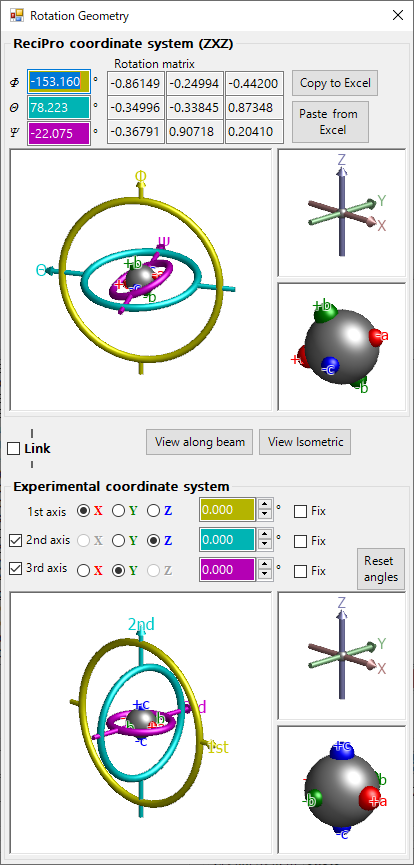 Rotation Geometry
ReciPro coordinate system (ZXZ)
Rotation matrix
Φ -153.160 ° -0.86149 -0.24994 -0.44200 Copy to Excel
Θ 78.223 ° -0.34996 -0.33845 0.87348 Paste from
Ψ -22.075 ° -0.36791 0.90718 0.20410 Excel
Φ
Z
Y
X
Ψ
Θ
+b
-c
-b
+b
-a
-c
-b
Link
View along beam View Isometric
Experimental coordinate system
1st axis X Y Z 0.000 ° Fix
2nd axis X Y Z 0.000 ° Fix
3rd axis X Y Z 0.000 ° Fix
Reset
angles
2nd
Z
Y
X
+c
b
-c
1st
+c
b
-b
+a
-c